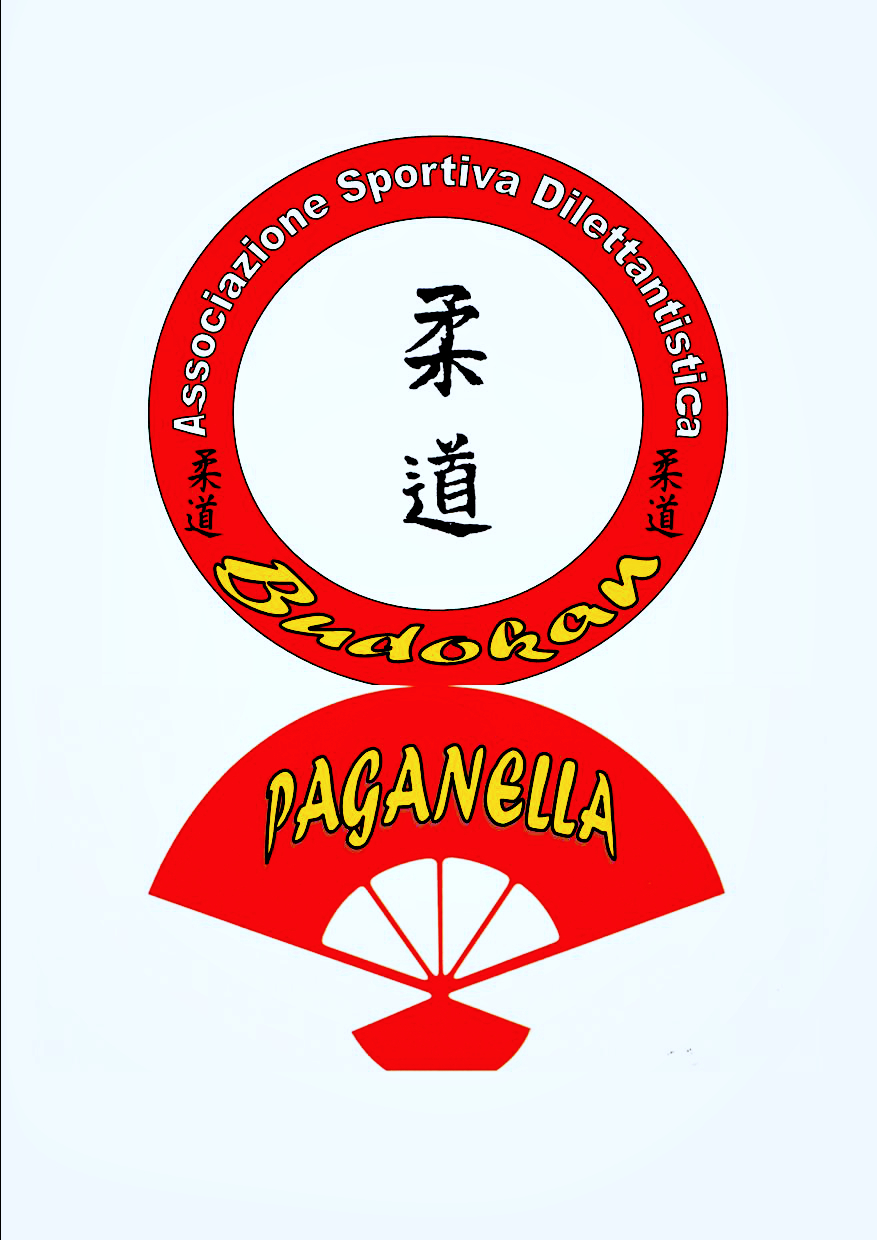 Associazione Sportiva Dilettantistica
柔道
柔道
柔道
Budokan
PAGANELLA